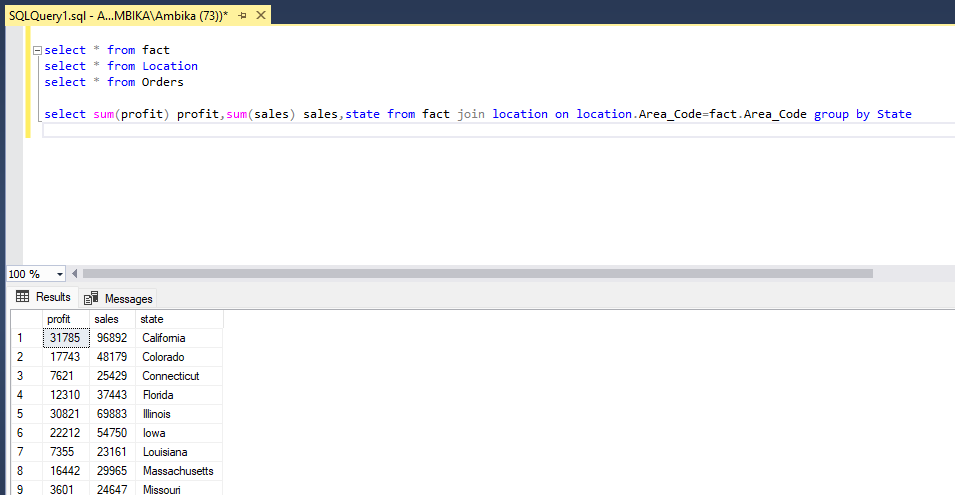 SQLQuery1.sql - A...MBIKA\Ambika (73))*
select * from fact
select * from Location
select * from Orders
select sum(profit) profit,sum(sales) sales,state from fact join location on location.Area_Code=fact.Area_Code group by State
100 %
Results Messages
profit sales state
1 31785 96892 California
2 17743 48179 Colorado
3 7621 25429 Connecticut
4 12310 37443 Florida
5 30821 69883 Illinois
6 22212 54750 Iowa
7 7355 23161 Louisiana
8 16442 29965 Massachusetts
9 3601 24647 Missouri